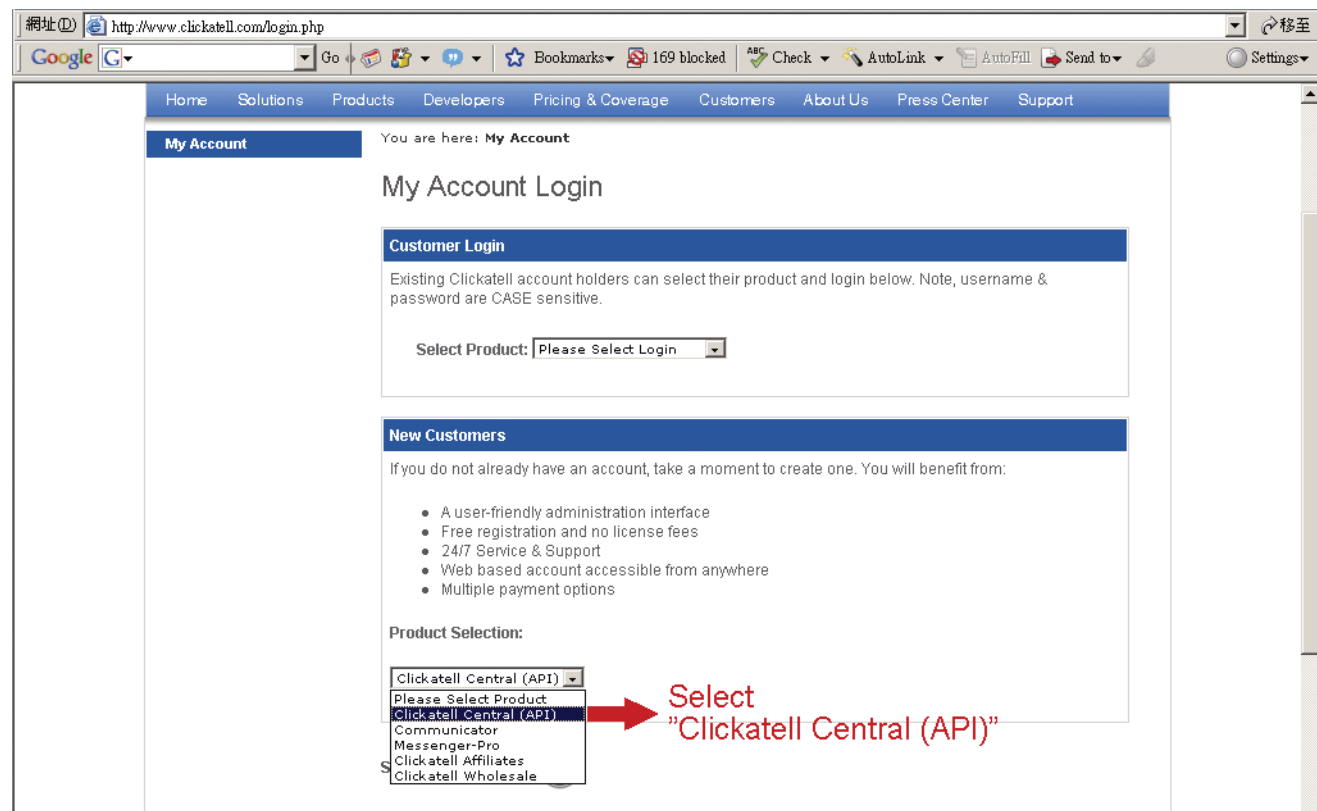 網址(D) http://www.clickatell.com/login.php 移至
Google G Go Bookmarks 169 blocked ABC Check AutoLink AutoFill Send to Settings
Home Solutions Products Developers Pricing & Coverage Customers About Us Press Center Support
My Account
You are here: My Account
My Account Login
Customer Login
Existing Clickatell account holders can select their product and login below. Note, username &
password are CASE sensitive.
Select Product: Please Select Login
New Customers
If you do not already have an account, take a moment to create one. You will benefit from:
• A user-friendly administration interface
• Free registration and no license fees
• 24/7 Service & Support
• Web based account accessible from anywhere
• Multiple payment options
Product Selection:
Clickatell Central (API)
Please Select Product
Clickatell Central (API)
Communicator
Messenger-Pro
Clickatell Affiliates
Clickatell Wholesale
Select
"Clickatell Central (API)"